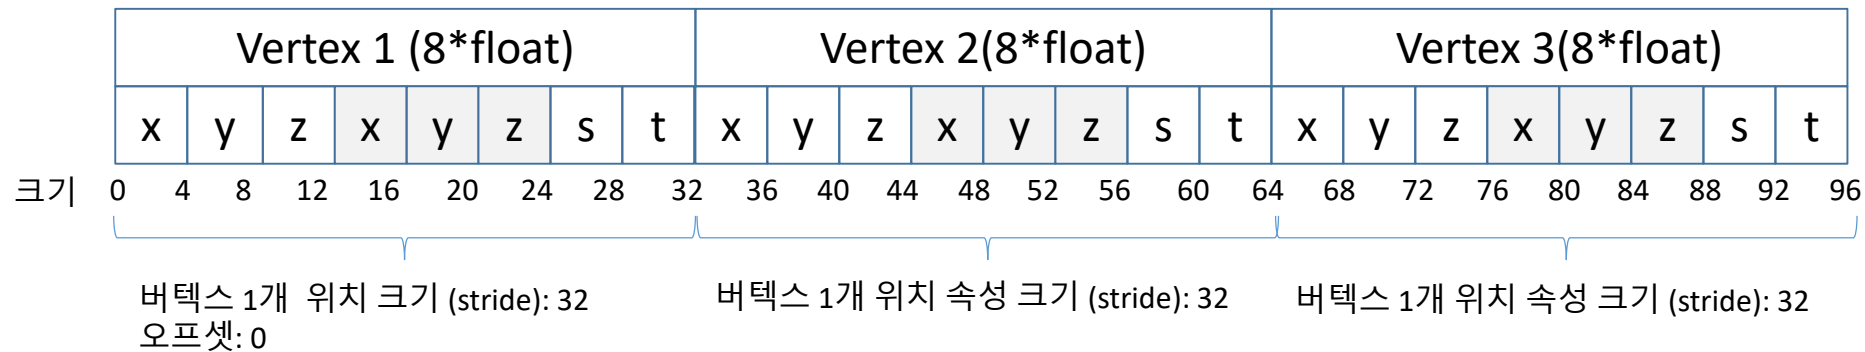 Vertex 1 (8*float) Vertex 2(8*float) Vertex 3(8*float)
x y z x y z s t x y z x y z s t x y z x y z s t
크기 0 4 8 12 16 20 24 28 32 36 40 44 48 52 56 60 64 68 72 76 80 84 88 92 96
버텍스 1개 위치 크기 (stride): 32 버텍스 1개 위치 속성 크기 (stride): 32 버텍스 1개 위치 속성 크기 (stride): 32
오프셋: 0